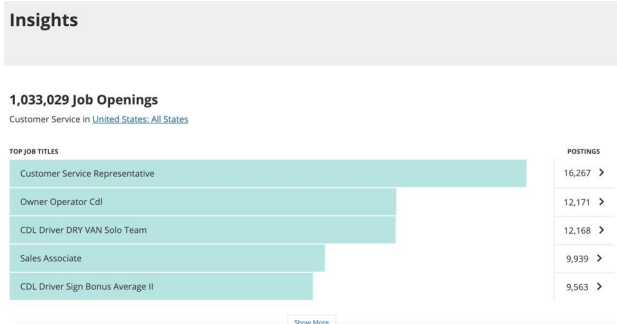 Insights
1,033,029 Job Openings
Customer Service in United States: All States
TOP JOB TITLES POSTINGS
Customer Service Representative 16,267
Owner Operator Cdl 12,171
CDL Driver DRY VAN Solo Team 12,168
Sales Associate 9,939
CDL Driver Sign Bonus Average II 9,563
Show More